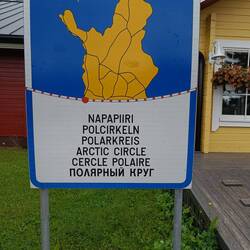 NAPAPIIRI
POLCIRKELN
POLARKREIS
ARCTIC CIRCLE
CERCLE POLAIRE
ПОЛЯРНЫЙ КРУГ